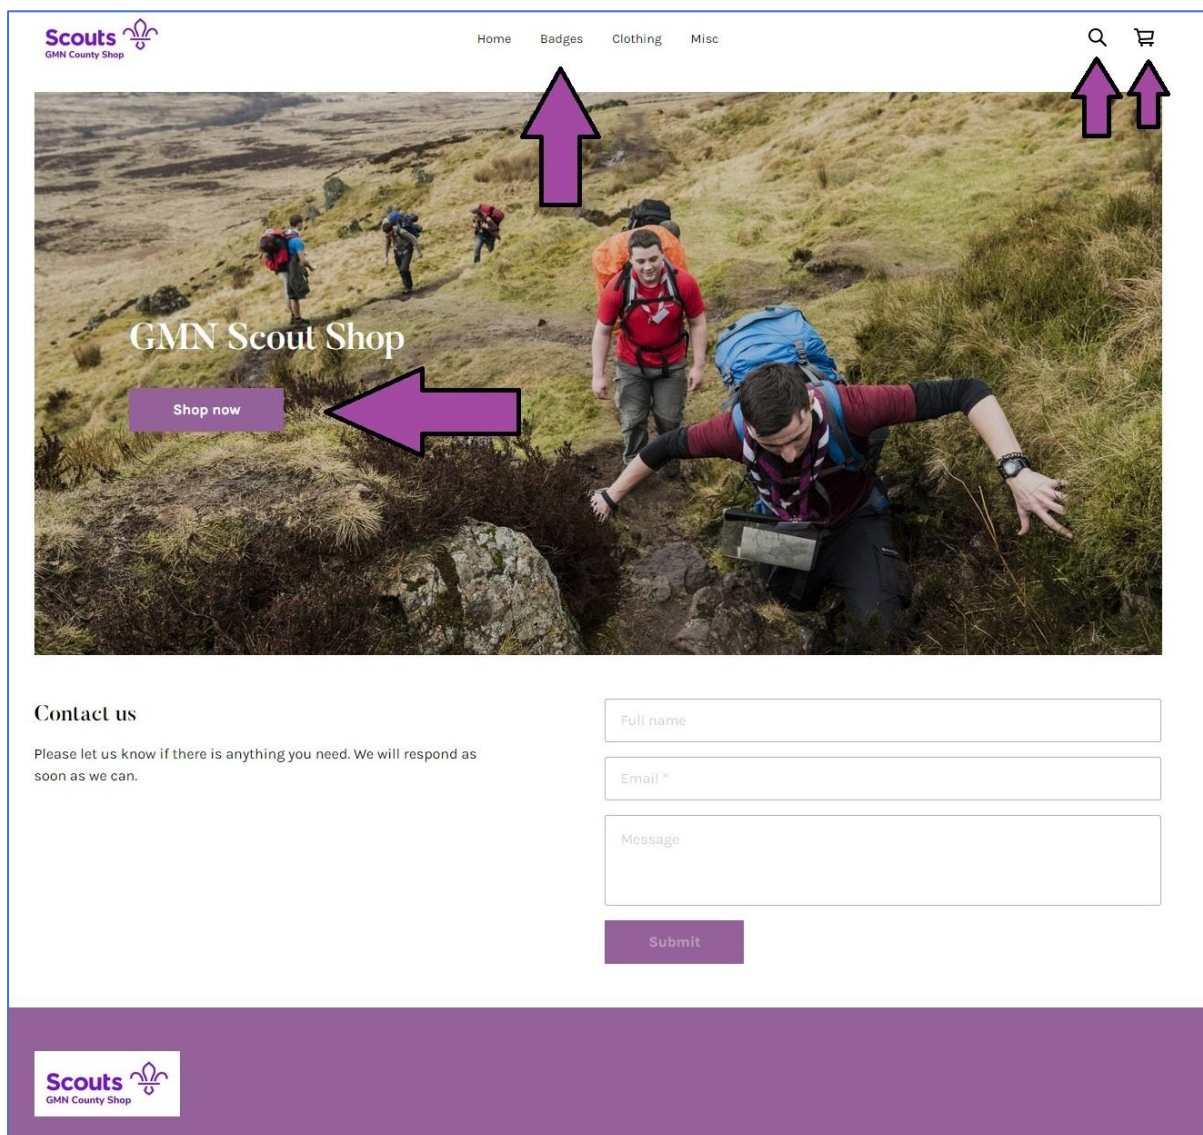 Scouts
GMN County Shop
Home Badges Clothing Misc
GMN Scout Shop
Shop now
Contact us
Please let us know if there is anything you need. We will respond as
soon as we can.
Full name
Email *
Message
Submit
Scouts
GMN County Shop